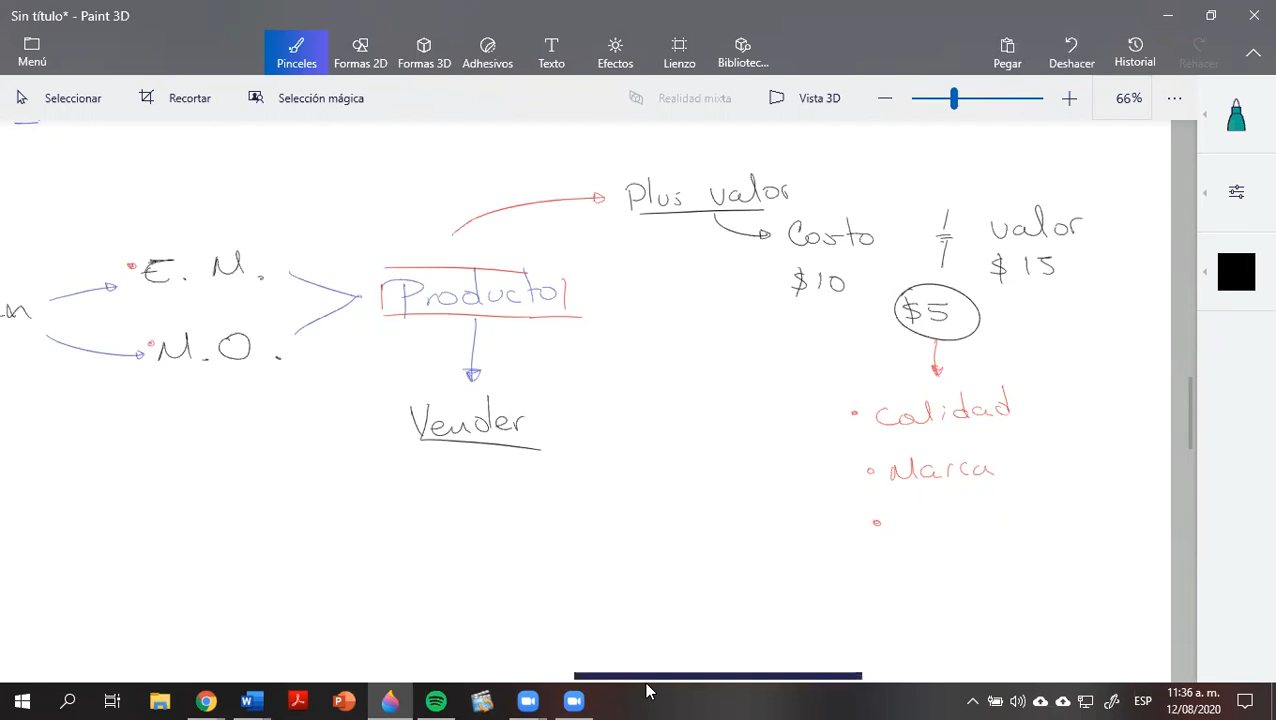 Sin título* - Paint 3D
Menú
Pinceles
Formas 2D
Formas 3D
Adhesivos
Texto
Efectos
Lienzo
Bibliotec...
Pegar
Deshacer
Historial
Rehacer
Seleccionar
Recortar
Selección mágica
Realidad mixta
Vista 3D
66%
Plus valor
Costo ≠ valor
$10 $15
$5
E. M.
Producto
M. O.
Vender
• Calidad
• Marca
•
ESP
11:36 a. m.
12/08/2020